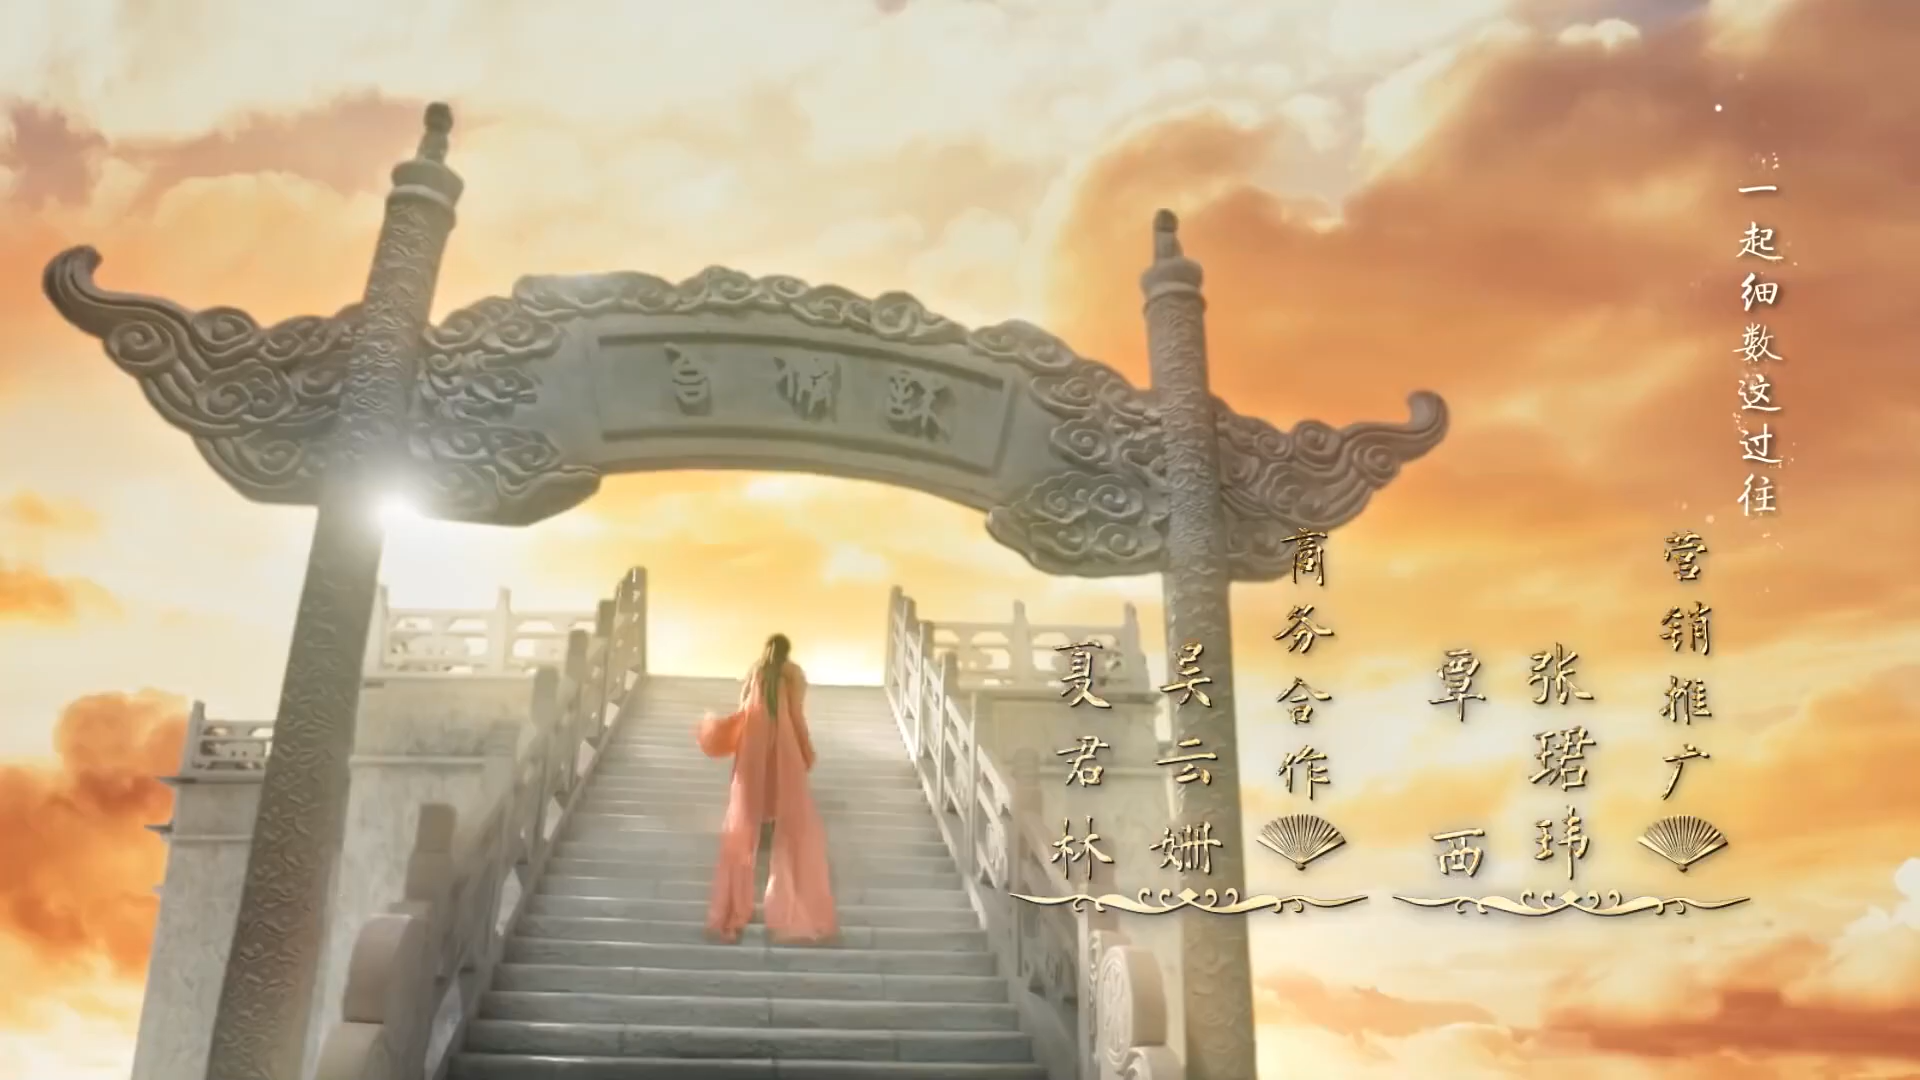 一起细数这过往
营销推广
张珺玮
覃西
商务合作
吴云姗
夏君林